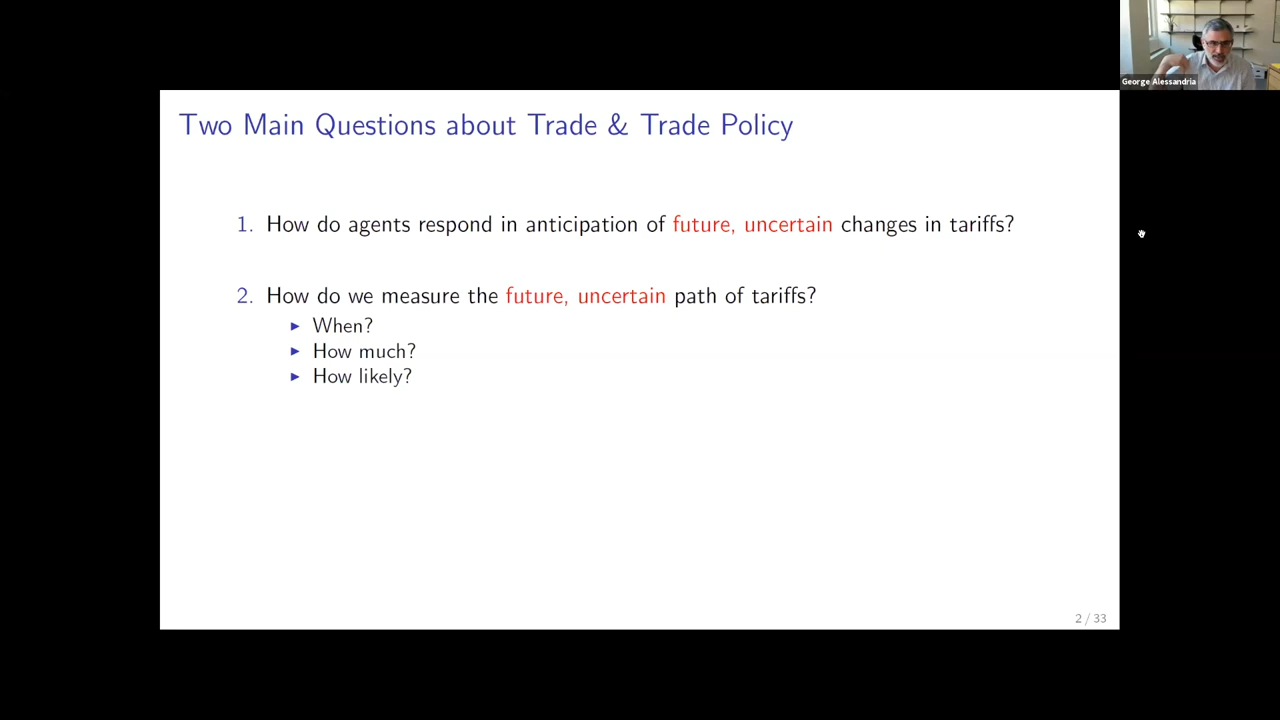 George Alessandria
Two Main Questions about Trade & Trade Policy
1. How do agents respond in anticipation of future, uncertain changes in tariffs?
2. How do we measure the future, uncertain path of tariffs?
▶ When?
▶ How much?
▶ How likely?
2 / 33